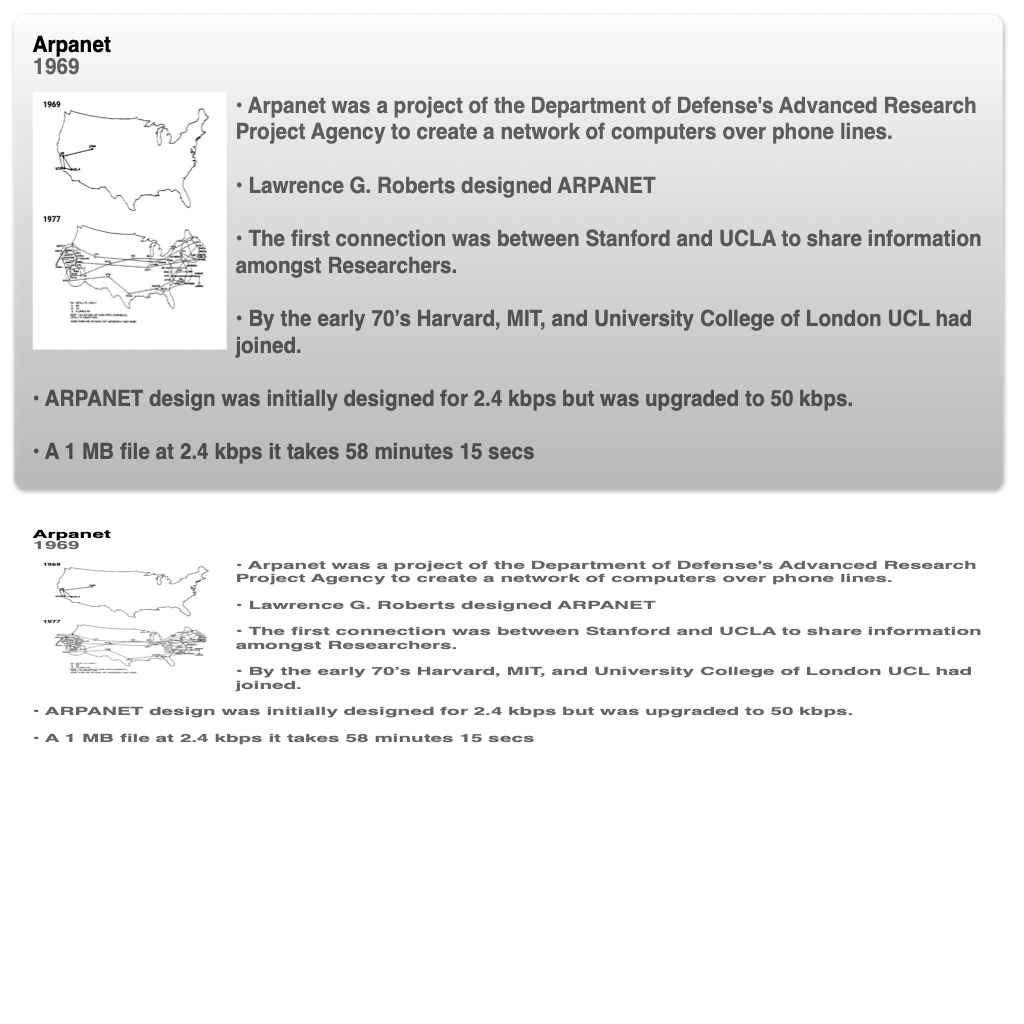 Arpanet
1969
1969
1977
• Arpanet was a project of the Department of Defense's Advanced Research
Project Agency to create a network of computers over phone lines.
• Lawrence G. Roberts designed ARPANET
• The first connection was between Stanford and UCLA to share information
amongst Researchers.
• By the early 70’s Harvard, MIT, and University College of London UCL had
joined.
• ARPANET design was initially designed for 2.4 kbps but was upgraded to 50 kbps.
• A 1 MB file at 2.4 kbps it takes 58 minutes 15 secs
Arpanet
1969
1969
1977
• Arpanet was a project of the Department of Defense's Advanced Research
Project Agency to create a network of computers over phone lines.
• Lawrence G. Roberts designed ARPANET
• The first connection was between Stanford and UCLA to share information
amongst Researchers.
• By the early 70’s Harvard, MIT, and University College of London UCL had
joined.
• ARPANET design was initially designed for 2.4 kbps but was upgraded to 50 kbps.
• A 1 MB file at 2.4 kbps it takes 58 minutes 15 secs